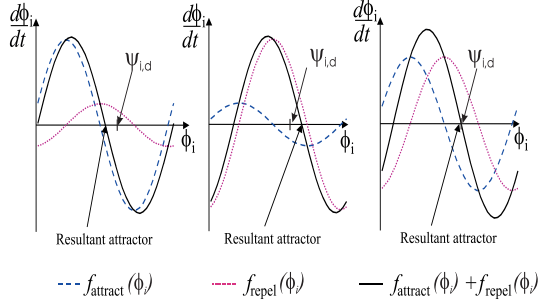 dϕi/dt dϕi/dt dϕi/dt
ψi,d ψi,d ψi,d
ϕi ϕi ϕi
Resultant attractor Resultant attractor Resultant attractor
fattract(ϕi) frepel(ϕi) fattract(ϕi) + frepel(ϕi)